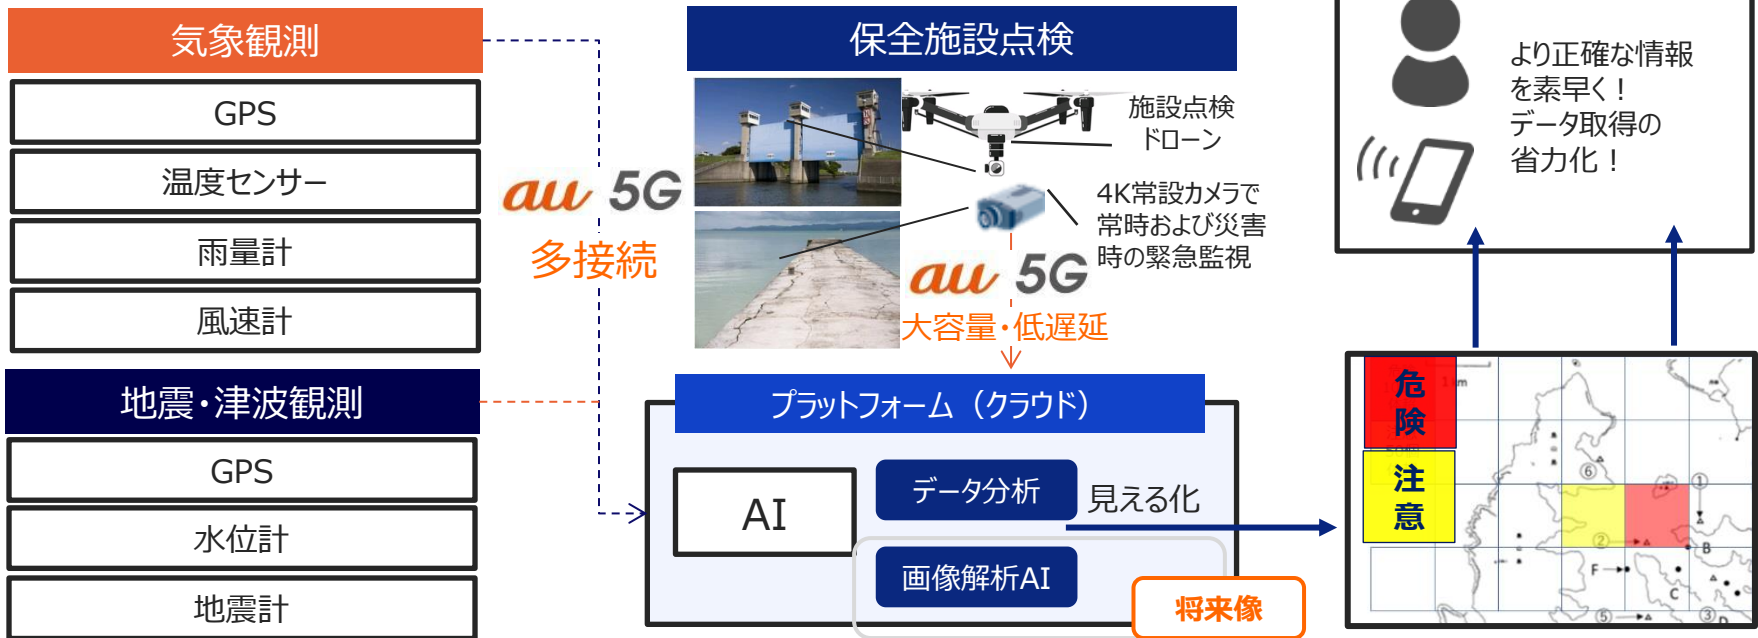 気象観測
GPS
温度センサー
雨量計
風速計
地震・津波観測
GPS
水位計
地震計
au 5G
多接続
保全施設点検
施設点検
ドローン
4K常設カメラで
常時および災害
時の緊急監視
au 5G
大容量・低遅延
プラットフォーム（クラウド）
AI
データ分析
画像解析AI
見える化
将来像
より正確な情報
を素早く！
データ取得の
省力化！
危険
注意
1 km
⑥
①
②
B
F
C
⑤
③
D